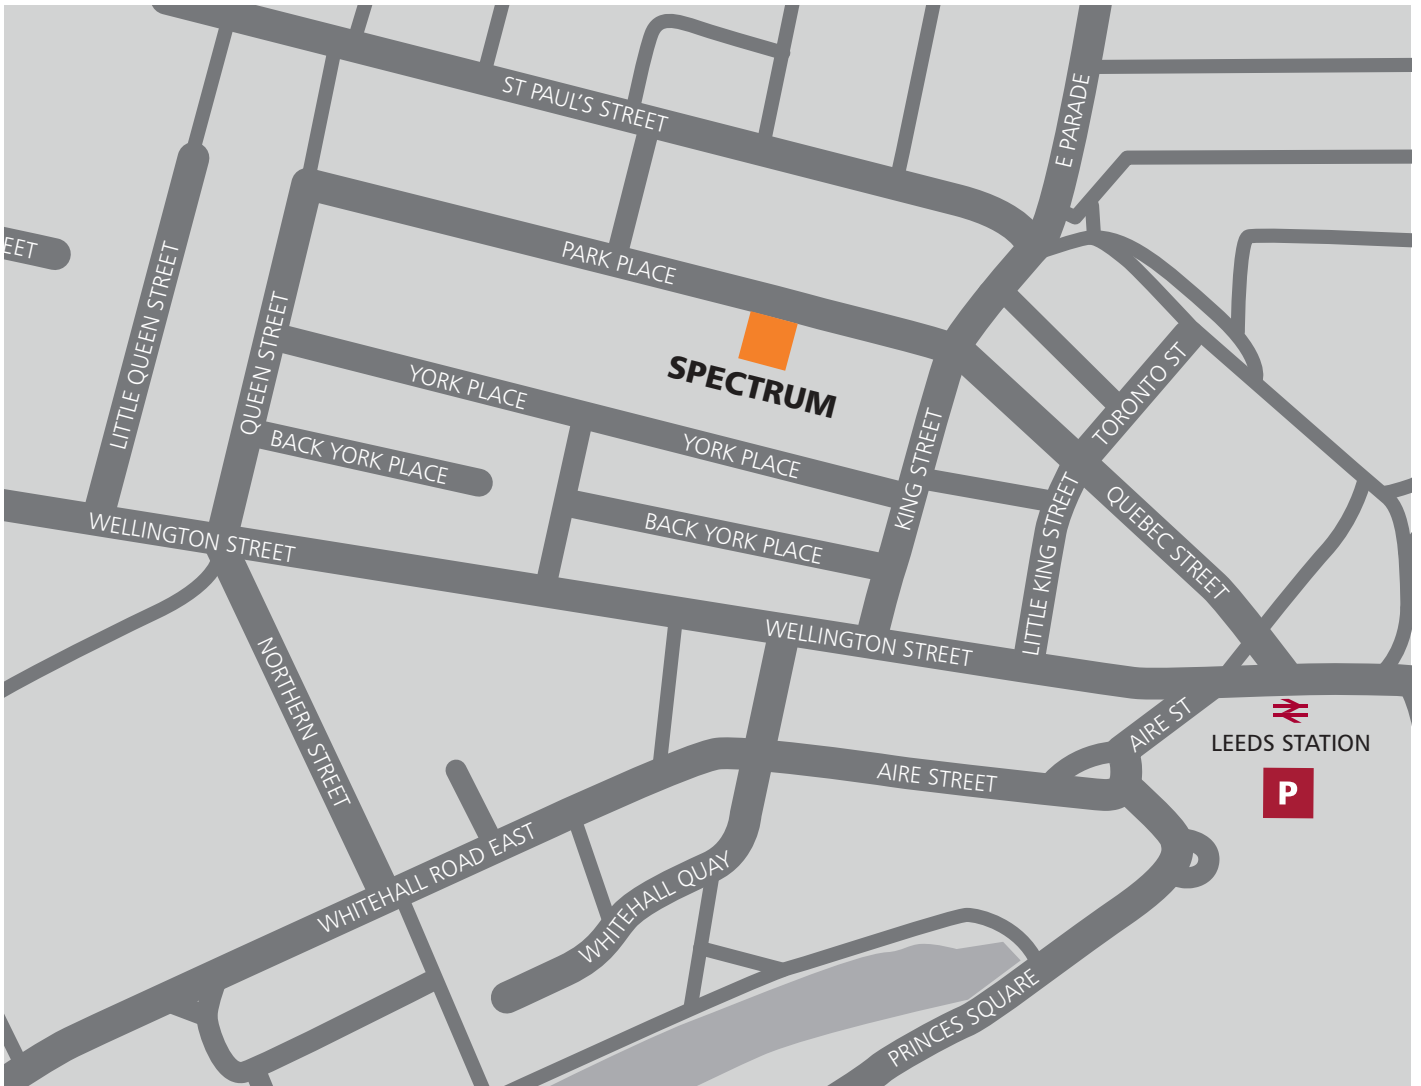 ST PAUL'S STREET
E PARADE
EET
LITTLE QUEEN STREET
QUEEN STREET
PARK PLACE
SPECTRUM
YORK PLACE
YORK PLACE
BACK YORK PLACE
BACK YORK PLACE
KING STREET
TORONTO ST
LITTLE KING STREET
QUEBEC STREET
WELLINGTON STREET
WELLINGTON STREET
NORTHERN STREET
AIRE ST
LEEDS STATION
P
AIRE STREET
WHITEHALL ROAD EAST
WHITEHALL QUAY
PRINCES SQUARE